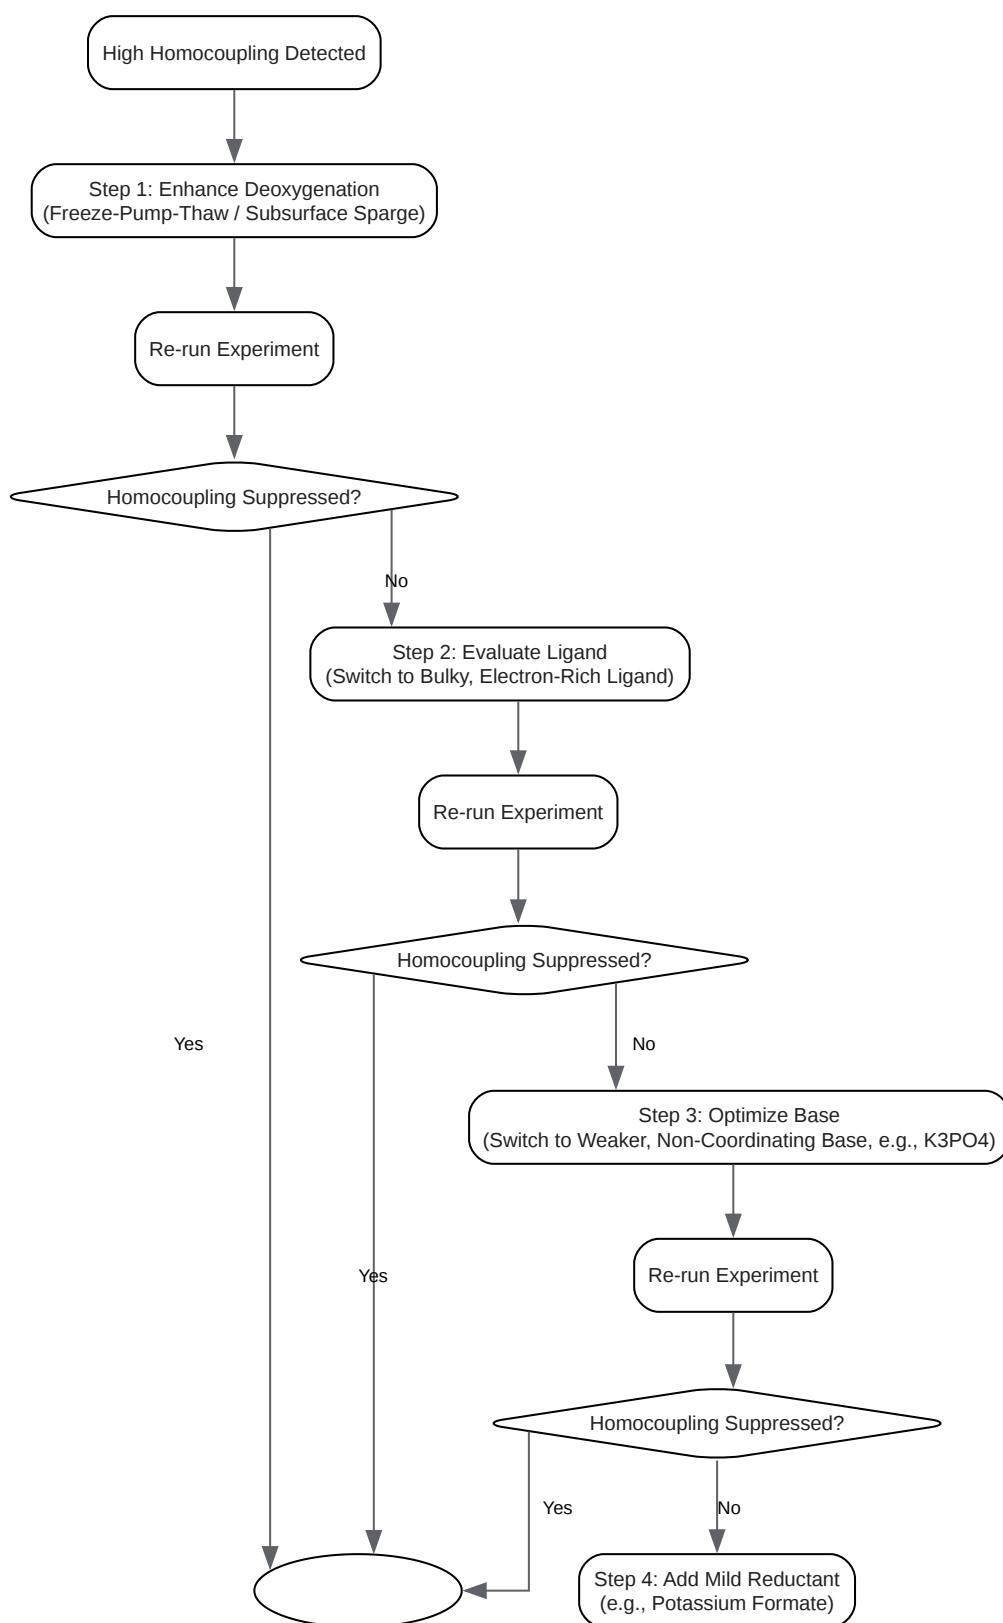 High Homocoupling Detected
Step 1: Enhance Deoxygenation
(Freeze-Pump-Thaw / Subsurface Sparge)
Re-run Experiment
Homocoupling Suppressed?
No
Step 2: Evaluate Ligand
(Switch to Bulky, Electron-Rich Ligand)
Re-run Experiment
Homocoupling Suppressed?
Yes
No
Step 3: Optimize Base
(Switch to Weaker, Non-Coordinating Base, e.g., K3PO4)
Yes
Re-run Experiment
Homocoupling Suppressed?
Yes
No
Step 4: Add Mild Reductant
(e.g., Potassium Formate)